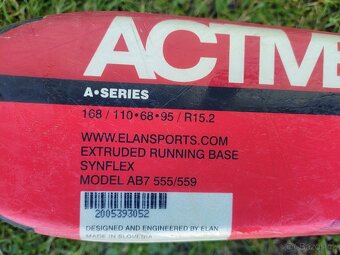 ACTIVE
A•SERIES
168 / 110•68•95 / R15.2
WWW.ELANSPORTS.COM
EXTRUDED RUNNING BASE
SYNFLEX
MODEL AB7 555/559
2005393052
DESIGNED AND ENGINEERED BY ELAN
MADE IN SLOVENIA